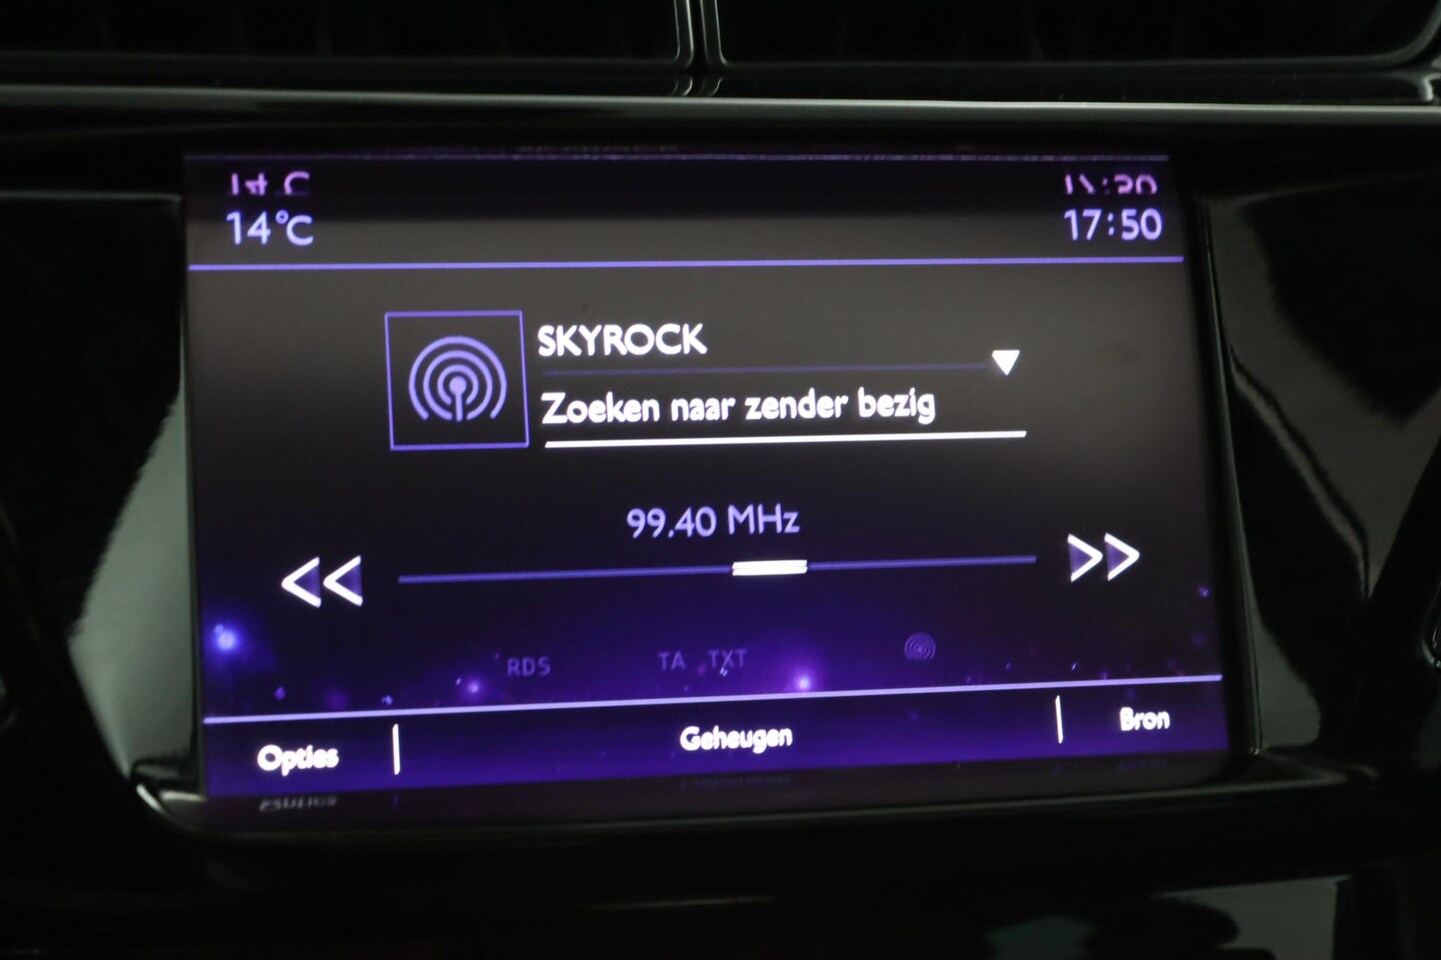 14°C 17:50
SKYROCK
Zoeken naar zender bezig
99.40 MHz
RDS TA TXT
Opties Geheugen Bron